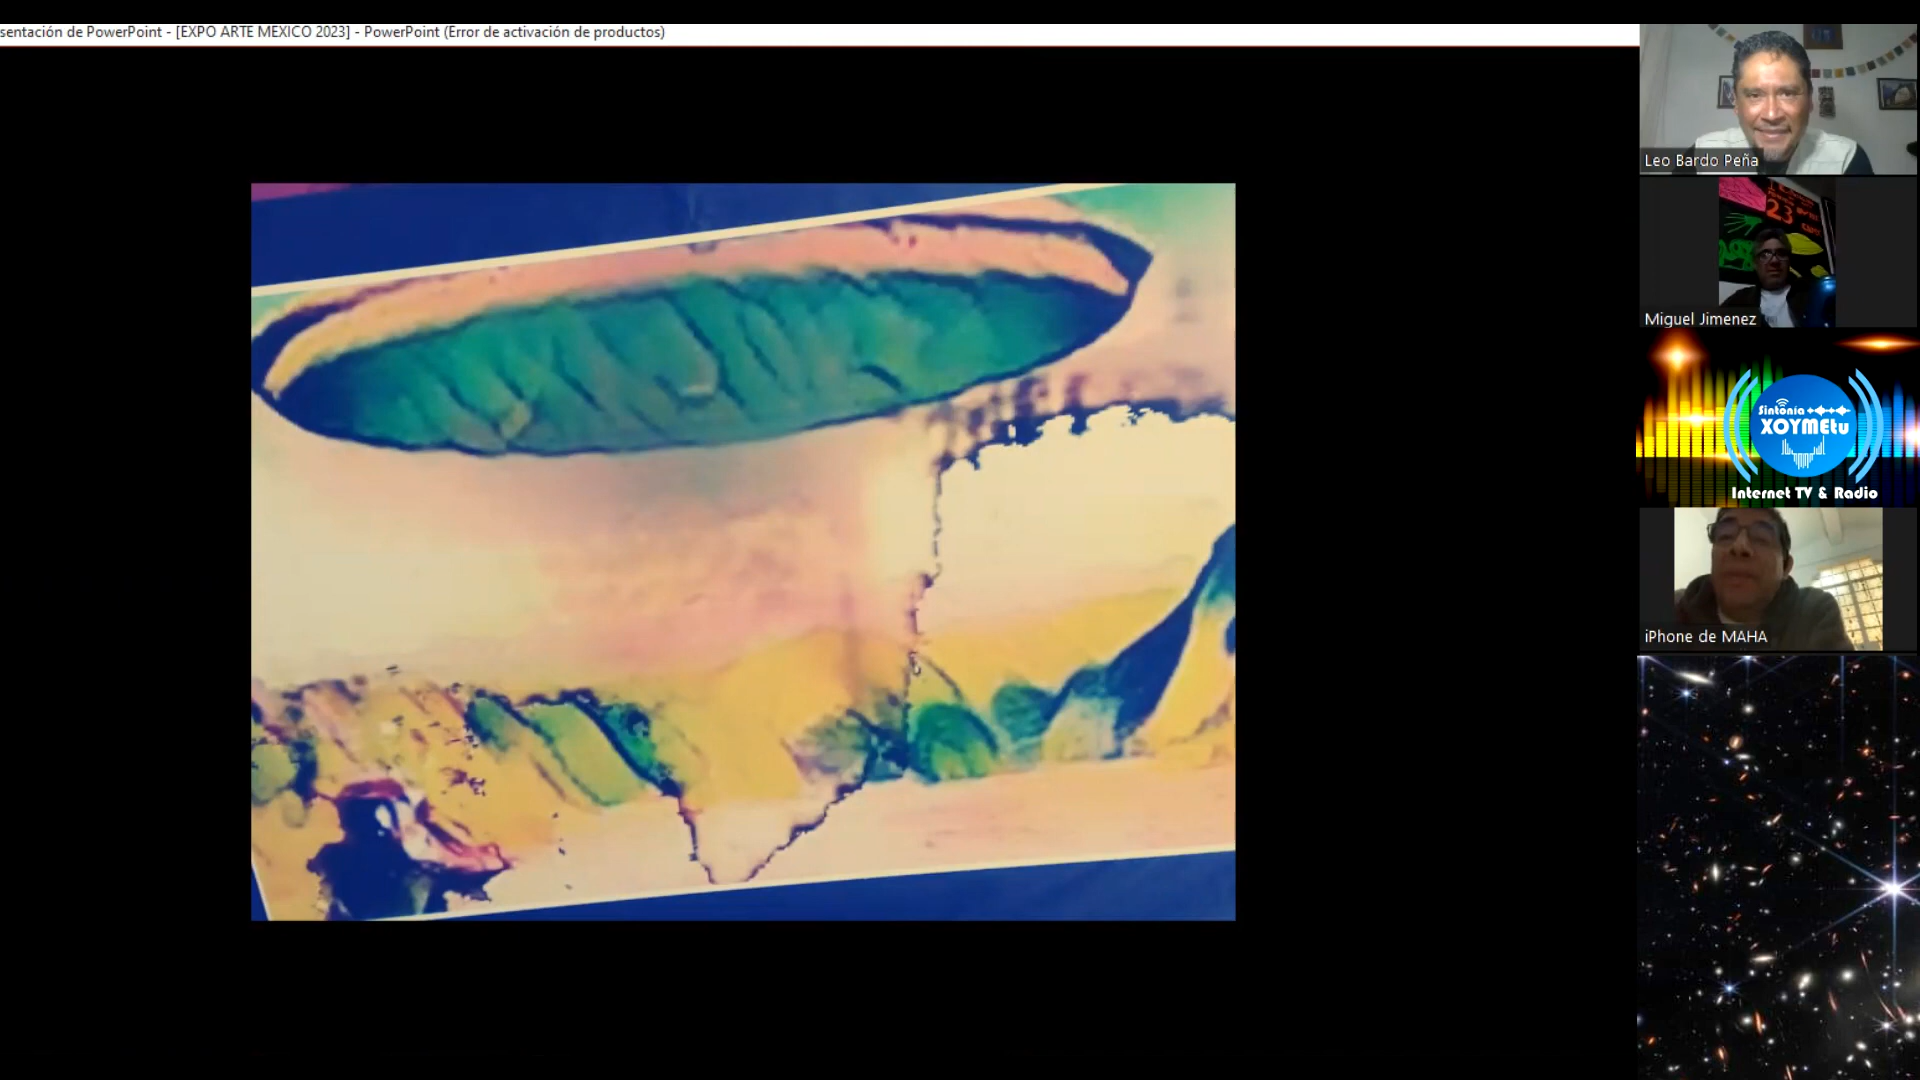 sentación de PowerPoint - [EXPO ARTE MEXICO 2023] - PowerPoint (Error de activación de productos)
Leo Bardo Peña
23
Miguel Jimenez
Sintonía
XOYMEtu
Internet TV & Radio
iPhone de MAHA